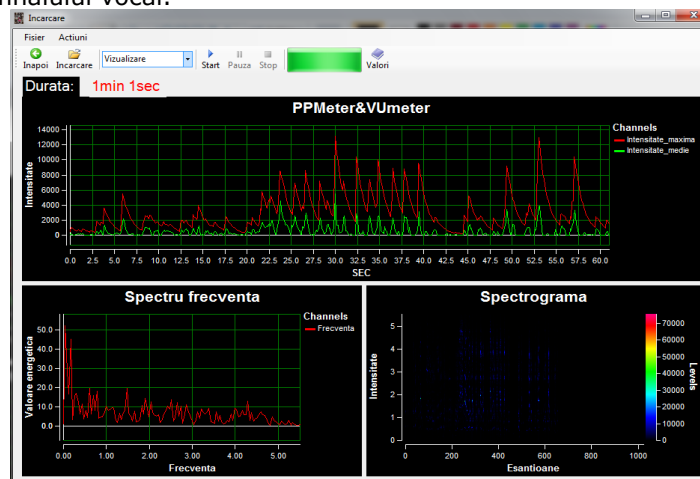 Incarcare
Fisier Actiuni
Inapoi Incarcare Vizualizare Start Pauza Stop Valori
Durata: 1min 1sec
PPMeter&VUmeter
Intensitate
14000
12000
10000
8000
6000
4000
2000
0
0.0 2.5 5.0 7.5 10.0 12.5 15.0 17.5 20.0 22.5 25.0 27.5 30.0 32.5 35.0 37.5 40.0 42.5 45.0 47.5 50.0 52.5 55.0 57.5 60.0
SEC
Channels
Intensitate_maxima
Intensitate_medie
Spectru frecventa
Valoare energetica
50.0
40.0
30.0
20.0
10.0
0.0
0.00 1.00 2.00 3.00 4.00 5.00
Frecventa
Channels
Frecventa
Spectrograma
Intensitate
5
4
3
2
1
0
0 200 400 600 800 1000
Esantioane
70000
60000
50000
40000
30000
20000
10000
0
Levels